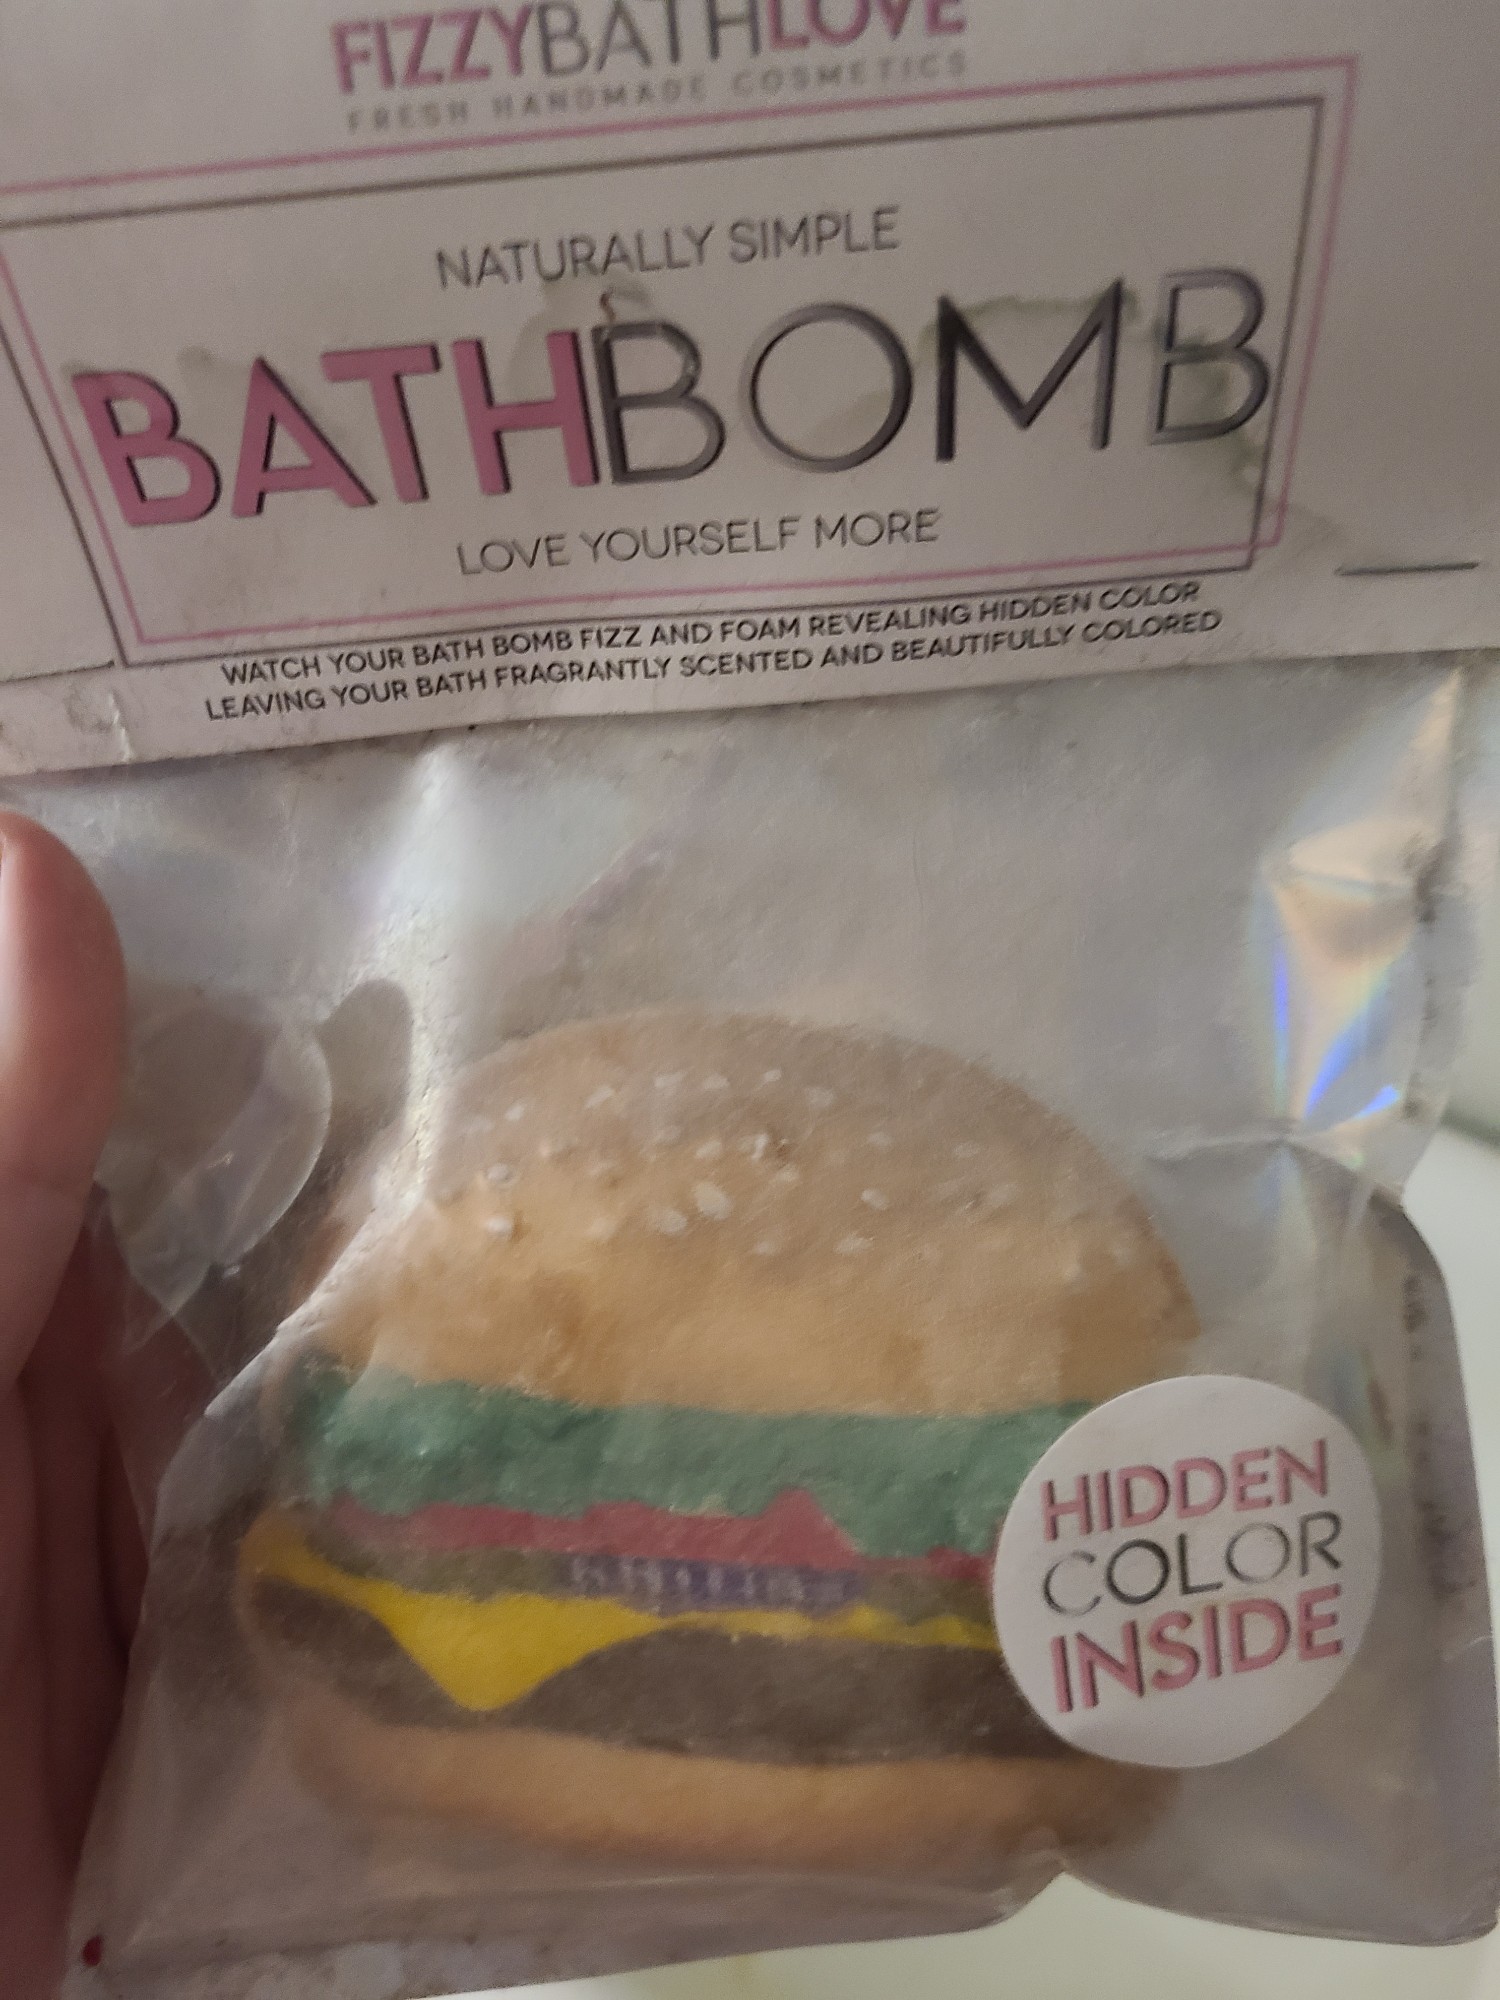 FIZZYBATHLOVE
FRESH HANDMADE COSMETICS
NATURALLY SIMPLE
BATHBOMB
LOVE YOURSELF MORE
WATCH YOUR BATH BOMB FIZZ AND FOAM REVEALING HIDDEN COLOR
LEAVING YOUR BATH FRAGRANTLY SCENTED AND BEAUTIFULLY COLORED
HIDDEN
COLOR
INSIDE